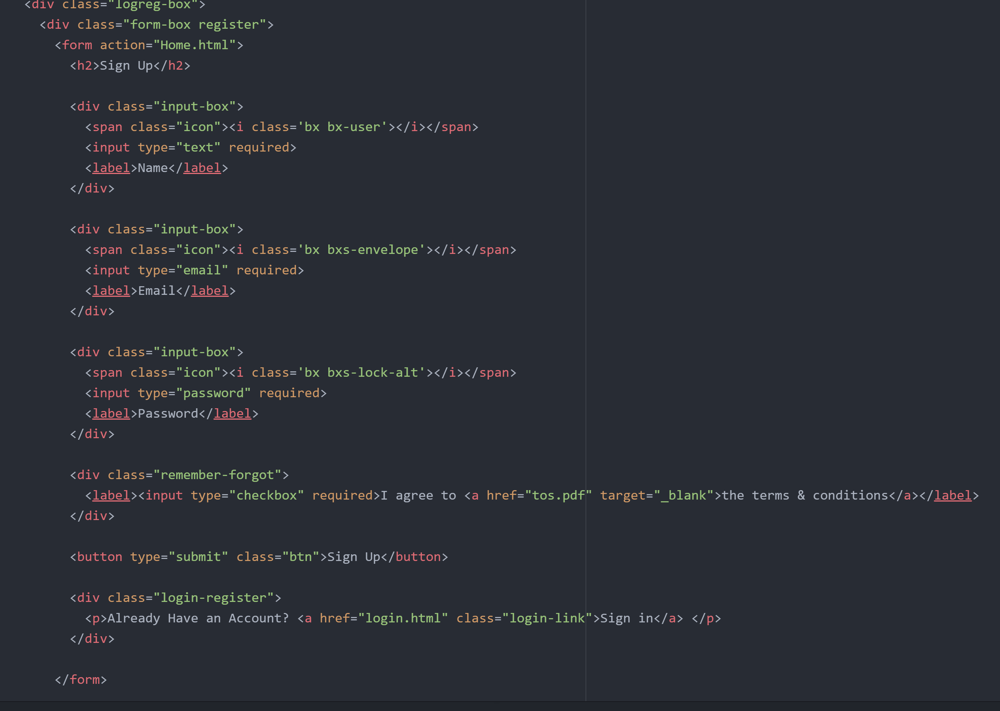 <div class="logreg-box">
<div class="form-box register">
<form action="Home.html">
<h2>Sign Up</h2>
<div class="input-box">
<span class="icon"><i class='bx bx-user'></i></span>
<input type="text" required>
<label>Name</label>
</div>
<div class="input-box">
<span class="icon"><i class='bx bxs-envelope'></i></span>
<input type="email" required>
<label>Email</label>
</div>
<div class="input-box">
<span class="icon"><i class='bx bxs-lock-alt'></i></span>
<input type="password" required>
<label>Password</label>
</div>
<div class="remember-forgot">
<label><input type="checkbox" required>I agree to <a href="tos.pdf" target="_blank">the terms & conditions</a></label>
</div>
<button type="submit" class="btn">Sign Up</button>
<div class="login-register">
<p>Already Have an Account? <a href="login.html" class="login-link">Sign in</a> </p>
</div>
</form>